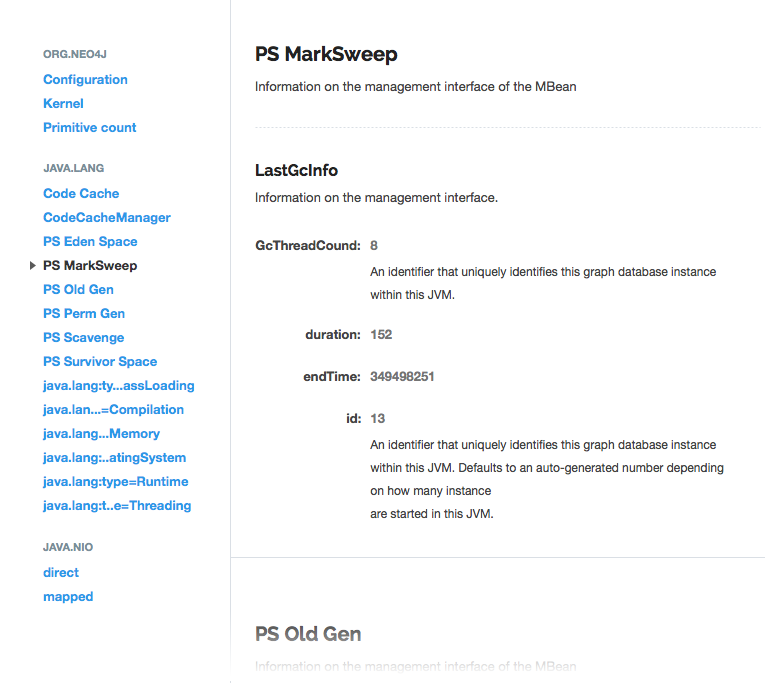 ORG.NEO4J
Configuration
Kernel
Primitive count
JAVA.LANG
Code Cache
CodeCacheManager
PS Eden Space
PS MarkSweep
PS Old Gen
PS Perm Gen
PS Scavenge
PS Survivor Space
java.lang:ty...assLoading
java.lan...=Compilation
java.lang...Memory
java.lang:..atingSystem
java.lang:type=Runtime
java.lang:t..e=Threading
JAVA.NIO
direct
mapped
PS MarkSweep
Information on the management interface of the MBean
LastGcInfo
Information on the management interface.
GcThreadCound: 8
An identifier that uniquely identifies this graph database instance
within this JVM.
duration: 152
endTime: 349498251
id: 13
An identifier that uniquely identifies this graph database instance
within this JVM. Defaults to an auto-generated number depending
on how many instance
are started in this JVM.
PS Old Gen
Information on the management interface of the MBean